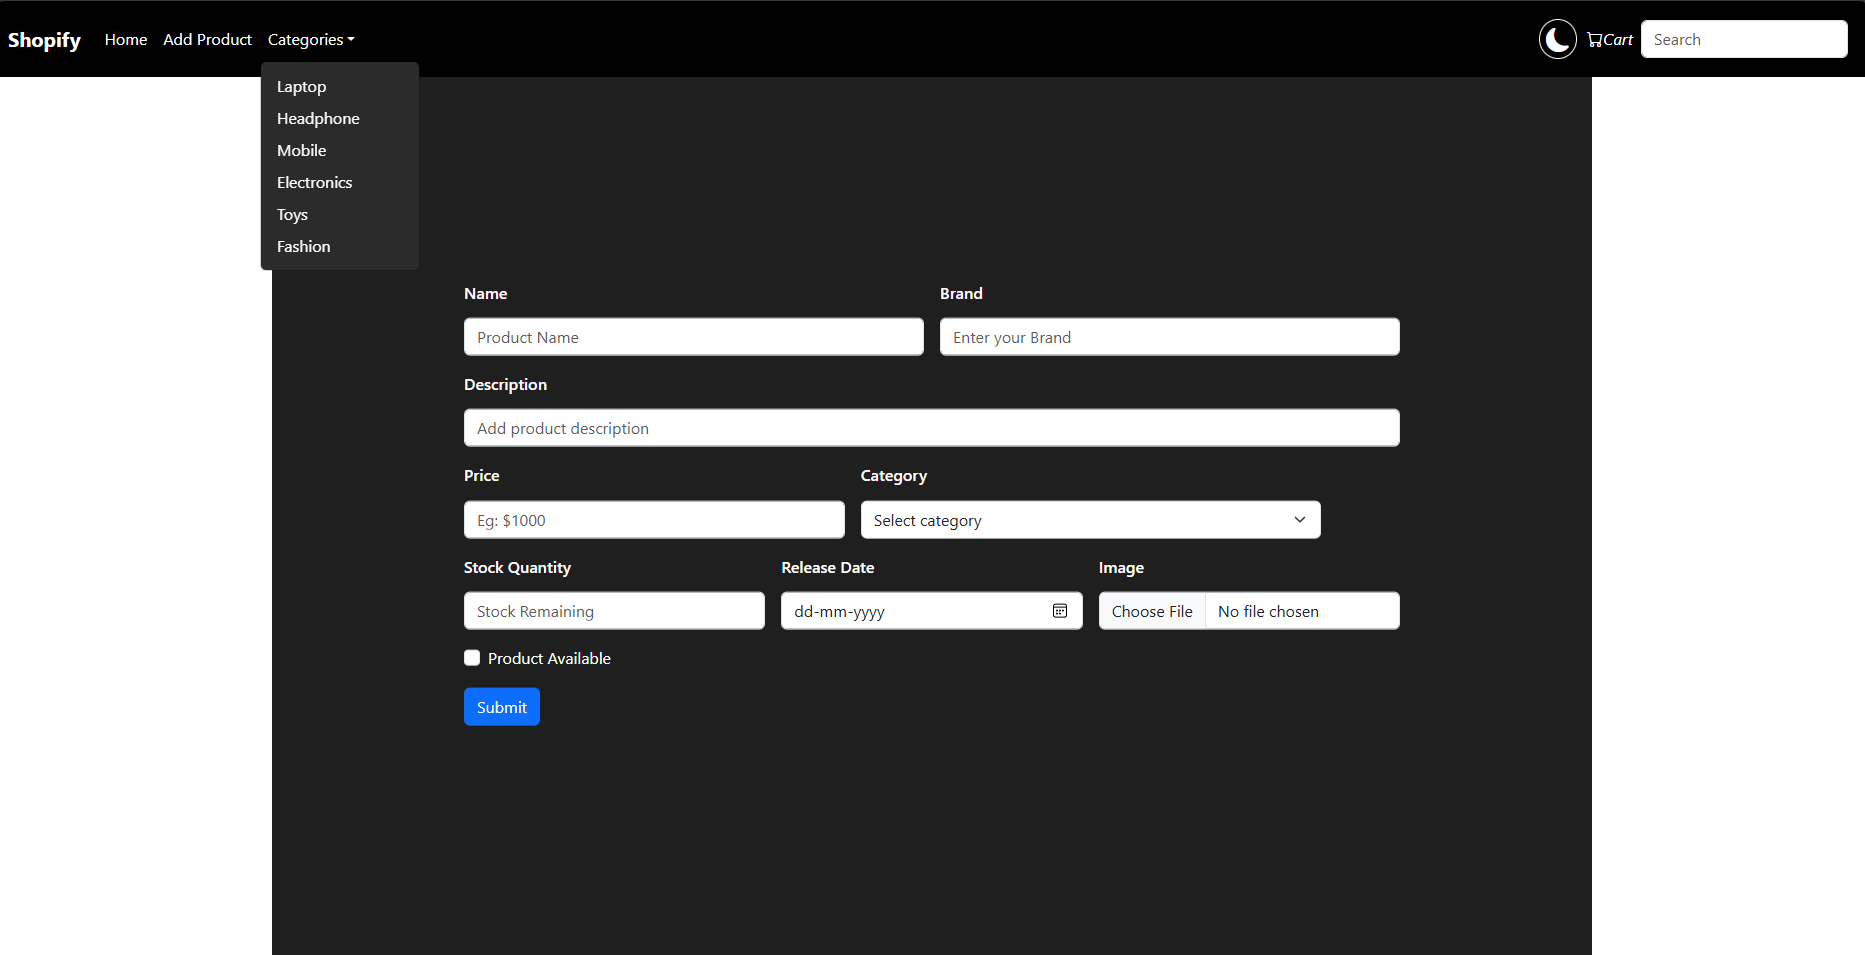 Shopify Home Add Product Categories Cart Search
Laptop
Headphone
Mobile
Electronics
Toys
Fashion
Name Brand
Product Name Enter your Brand
Description
Add product description
Price Category
Eg: $1000 Select category
Stock Quantity Release Date Image
Stock Remaining dd-mm-yyyy Choose File No file chosen
Product Available
Submit